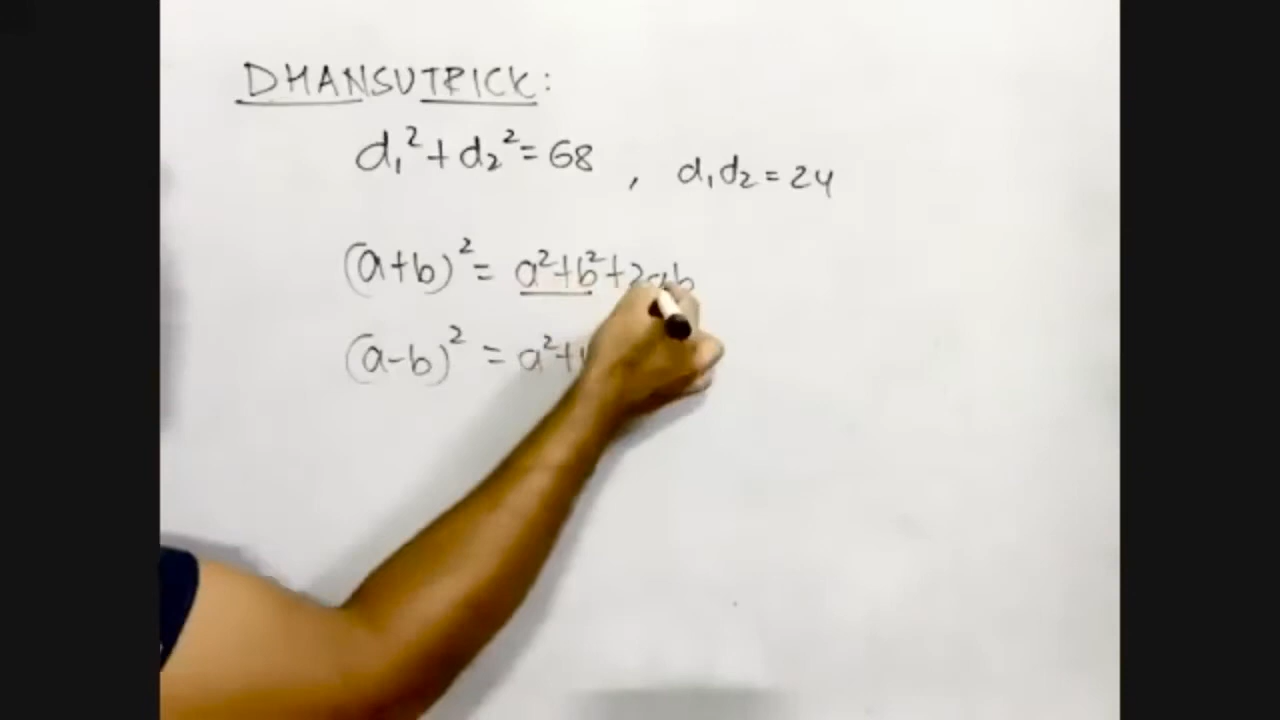 DHANSUTRICK:
d₁²+d₂²=68 , d₁d₂=24
(a+b)²= a²+b²+2ab
(a-b)² = a²+